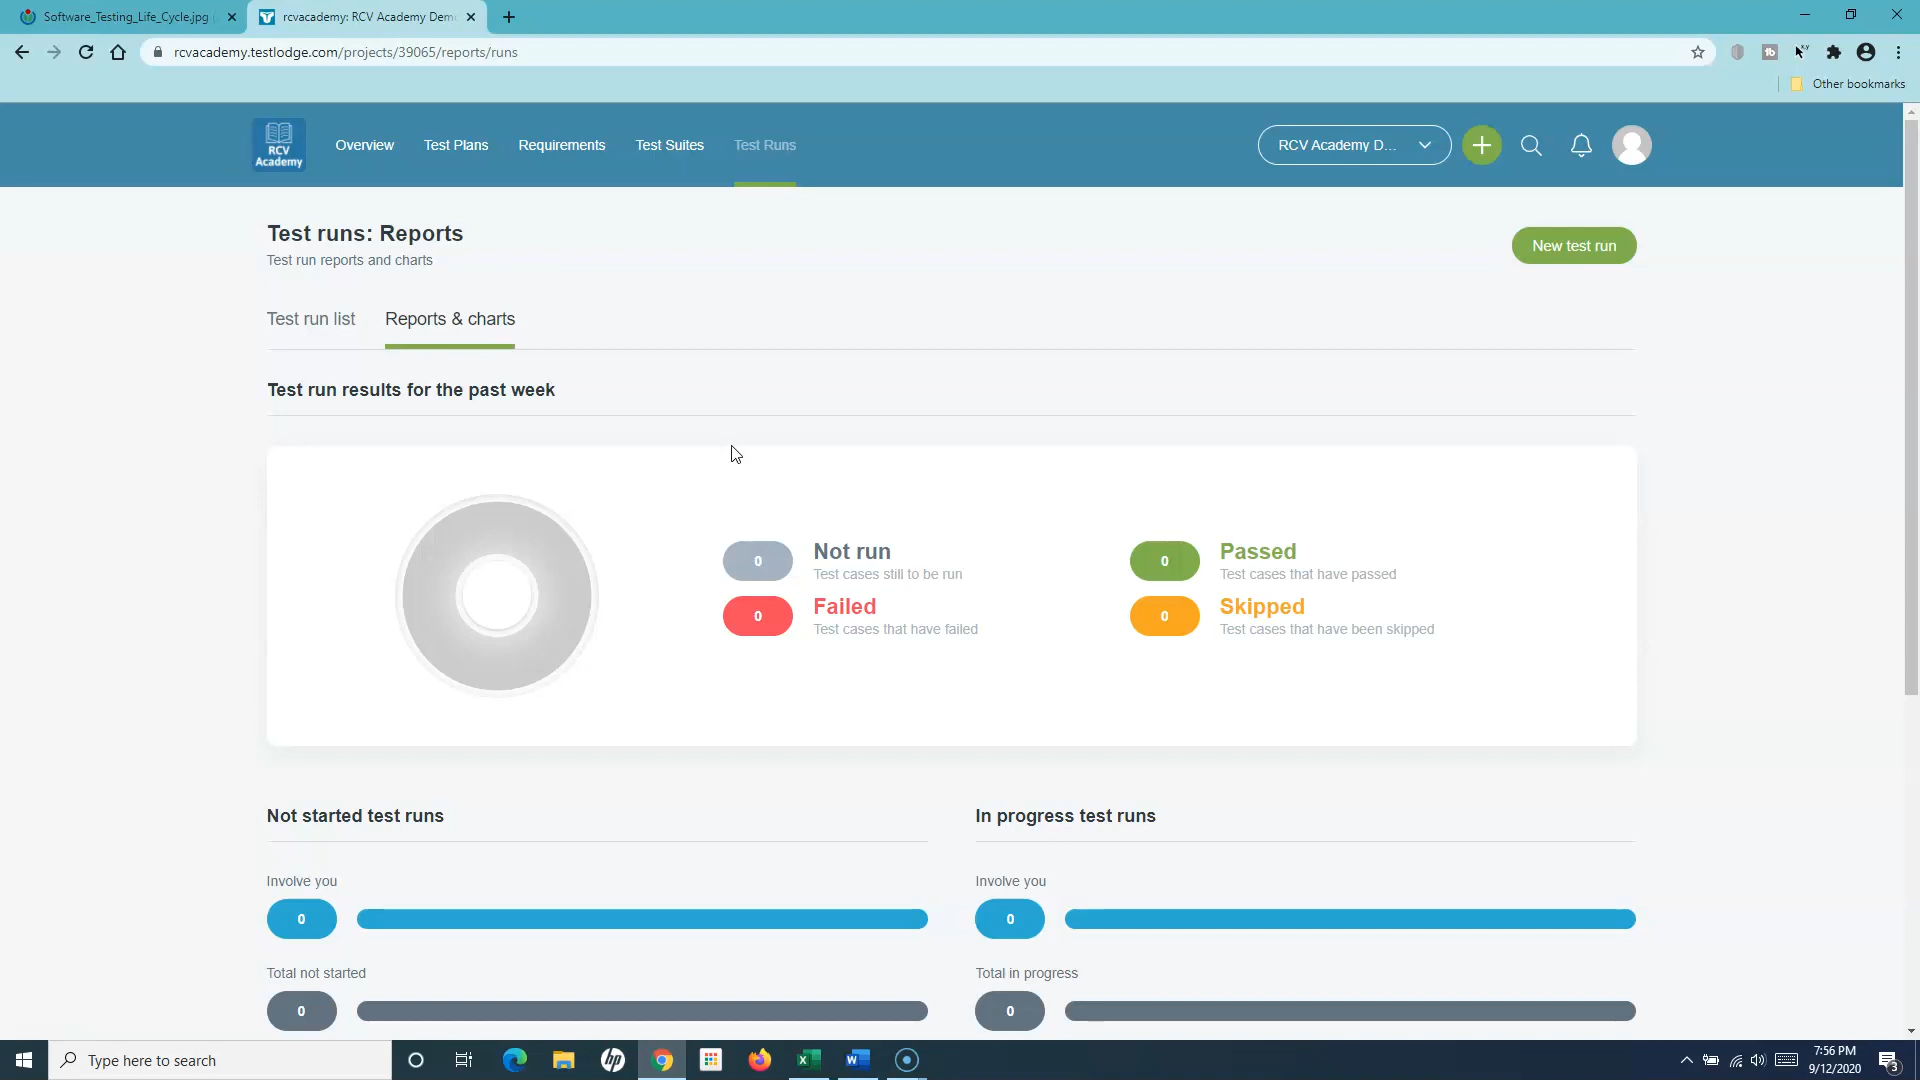 Software_Testing_Life_Cycle.jpg
rcvacademy: RCV Academy Dem
rcvacademy.testlodge.com/projects/39065/reports/runs
Other bookmarks
RCV
Academy
Overview
Test Plans
Requirements
Test Suites
Test Runs
RCV Academy D...
Test runs: Reports
Test run reports and charts
New test run
Test run list
Reports & charts
Test run results for the past week
0
Not run
Test cases still to be run
0
Passed
Test cases that have passed
0
Failed
Test cases that have failed
0
Skipped
Test cases that have been skipped
Not started test runs
Involve you
0
Total not started
0
In progress test runs
Involve you
0
Total in progress
0
Type here to search
7:56 PM
9/12/2020
3